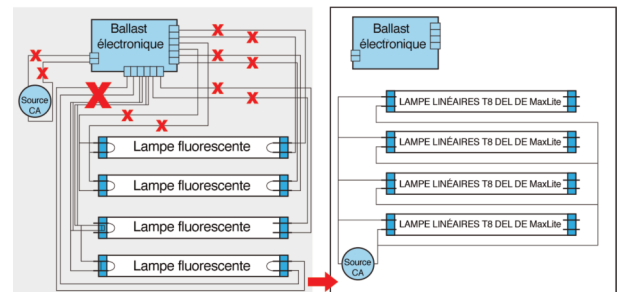 Ballast
électronique
Source
CA
Lampe fluorescente
Lampe fluorescente
Lampe fluorescente
Lampe fluorescente
Ballast
électronique
LAMPE LINÉAIRES T8 DEL DE MaxLite
LAMPE LINÉAIRES T8 DEL DE MaxLite
LAMPE LINÉAIRES T8 DEL DE MaxLite
LAMPE LINÉAIRES T8 DEL DE MaxLite
Source
CA